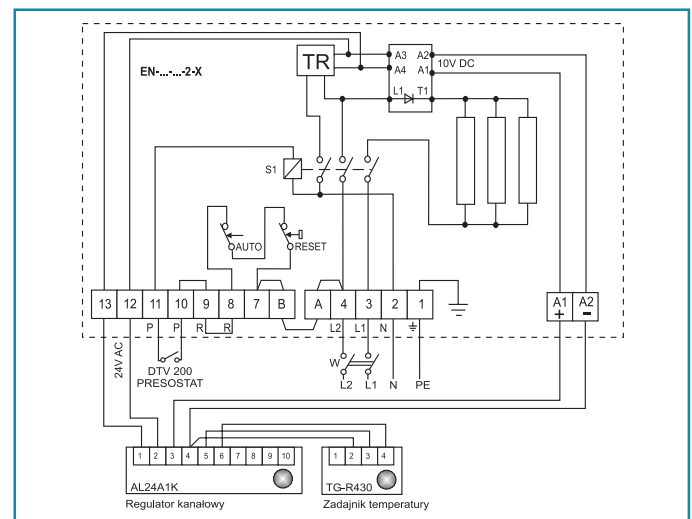 EN-...-...-2-X
TR
A3 A2
10V DC
A4 A1
L1 T1
S1
AUTO
RESET
13 12 11 10 9 8 7 B
A 4 3 2 1
A1 A2
+ -
P P R R
L2 L1 N
24V AC
W
DTV 200
PRESOSTAT
L2 L1 N PE
1 2 3 4 5 6 7 8 9 10
1 2 3 4
AL24A1K
TG-R430
Regulator kanałowy
Zadajnik temperatury